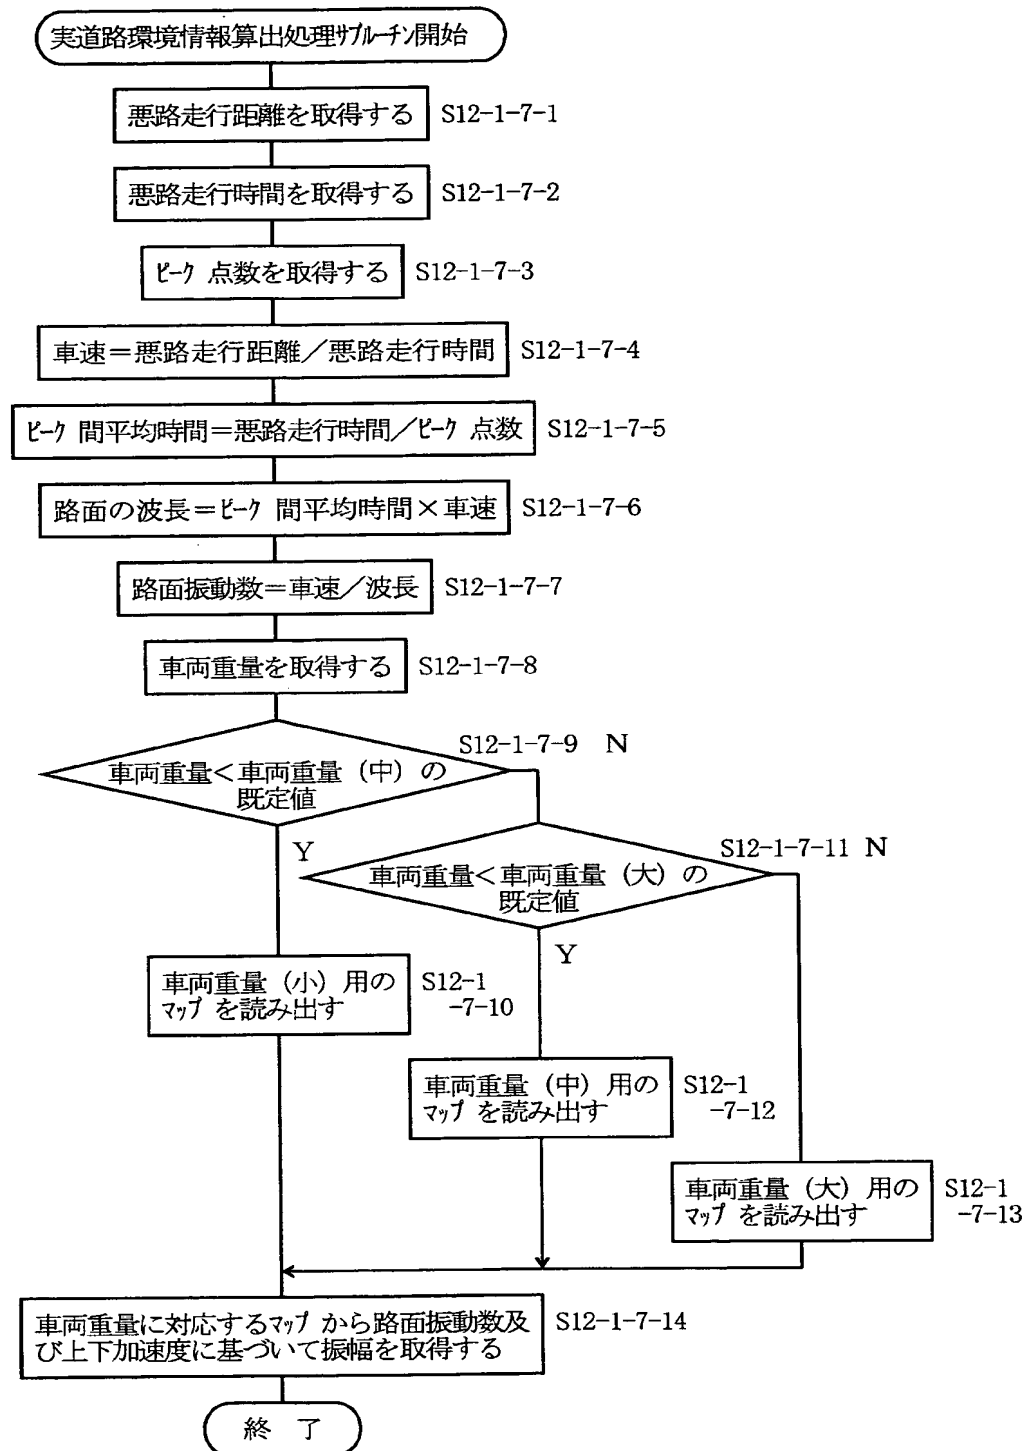 実道路環境情報算出処理ｻﾌﾞﾙｰﾁﾝ開始
悪路走行距離を取得する S12-1-7-1
悪路走行時間を取得する S12-1-7-2
ﾋﾟｰｸ 点数を取得する S12-1-7-3
車速＝悪路走行距離／悪路走行時間 S12-1-7-4
ﾋﾟｰｸ 間平均時間＝悪路走行時間／ﾋﾟｰｸ 点数 S12-1-7-5
路面の波長＝ﾋﾟｰｸ 間平均時間×車速 S12-1-7-6
路面振動数＝車速／波長 S12-1-7-7
車両重量を取得する S12-1-7-8
S12-1-7-9 N
車両重量＜車両重量（中）の
既定値
Y
S12-1-7-11 N
車両重量＜車両重量（大）の
既定値
Y
車両重量（小）用の S12-1
ﾏｯﾌﾟ を読み出す -7-10
車両重量（中）用の S12-1
ﾏｯﾌﾟ を読み出す -7-12
車両重量（大）用の S12-1
ﾏｯﾌﾟ を読み出す -7-13
車両重量に対応するﾏｯﾌﾟ から路面振動数及 S12-1-7-14
び上下加速度に基づいて振幅を取得する
終 了